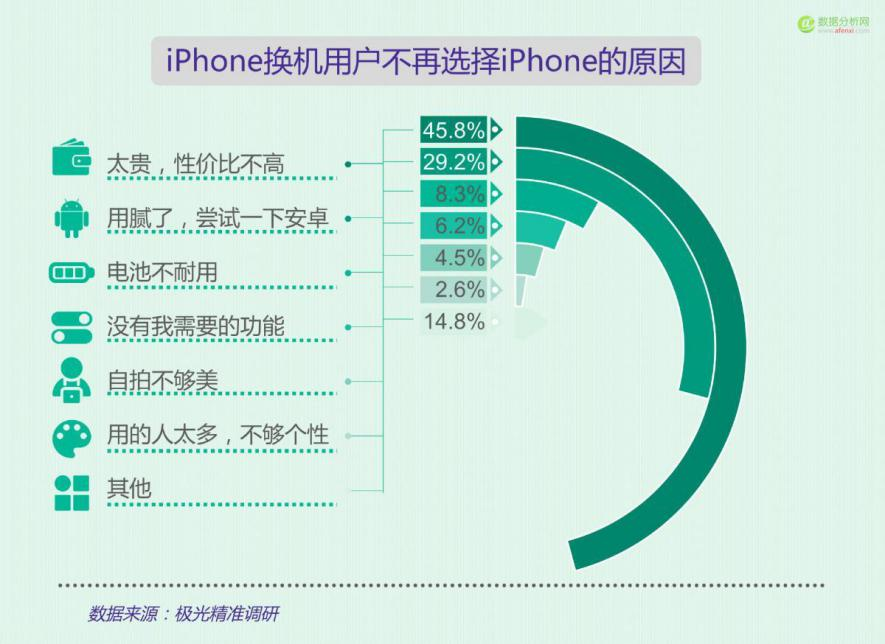 数据分析网
www.afenxi.com
iPhone换机用户不再选择iPhone的原因
太贵，性价比不高
用腻了，尝试一下安卓
电池不耐用
没有我需要的功能
自拍不够美
用的人太多，不够个性
其他
45.8%
29.2%
8.3%
6.2%
4.5%
2.6%
14.8%
数据来源：极光精准调研